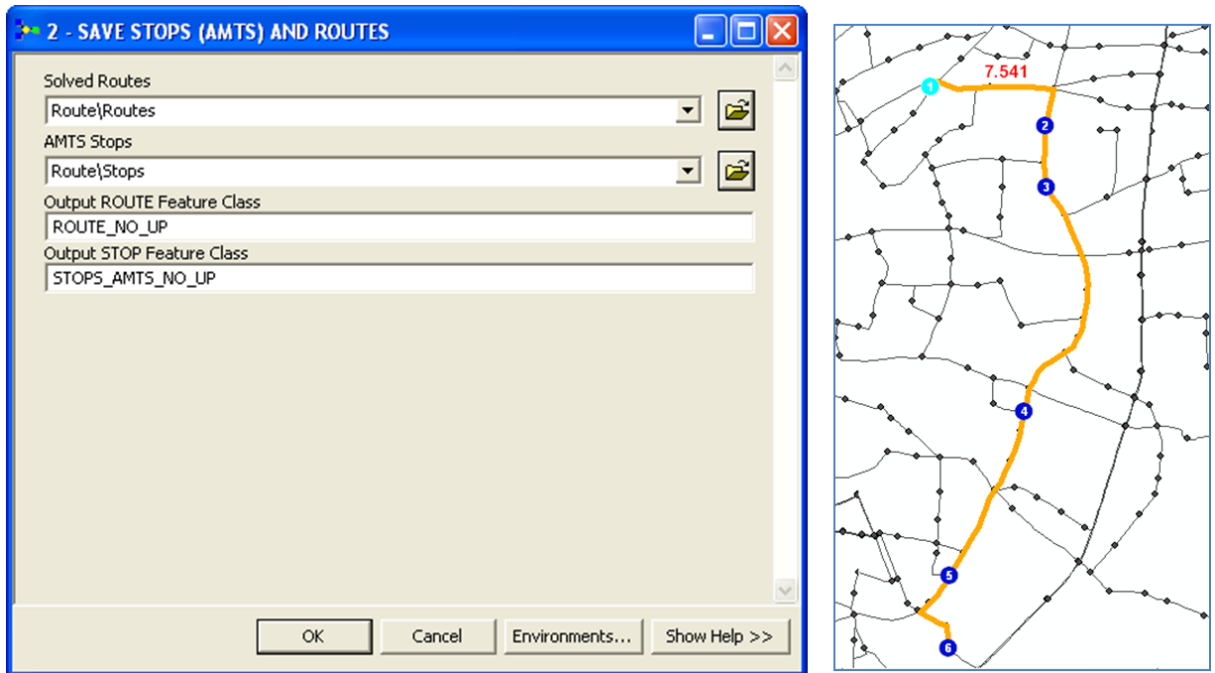 2 - SAVE STOPS (AMTS) AND ROUTES
Solved Routes
Route\Routes
AMTS Stops
Route\Stops
Output ROUTE Feature Class
ROUTE_NO_UP
Output STOP Feature Class
STOPS_AMTS_NO_UP
OK
Cancel
Environments...
Show Help >>
7.541
1
2
3
4
5
6